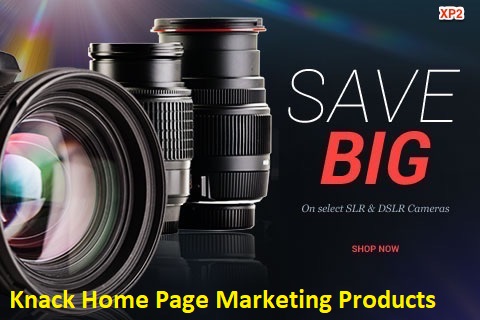 XP2
SAVE
BIG
On select SLR & DSLR Cameras
SHOP NOW
Knack Home Page Marketing Products